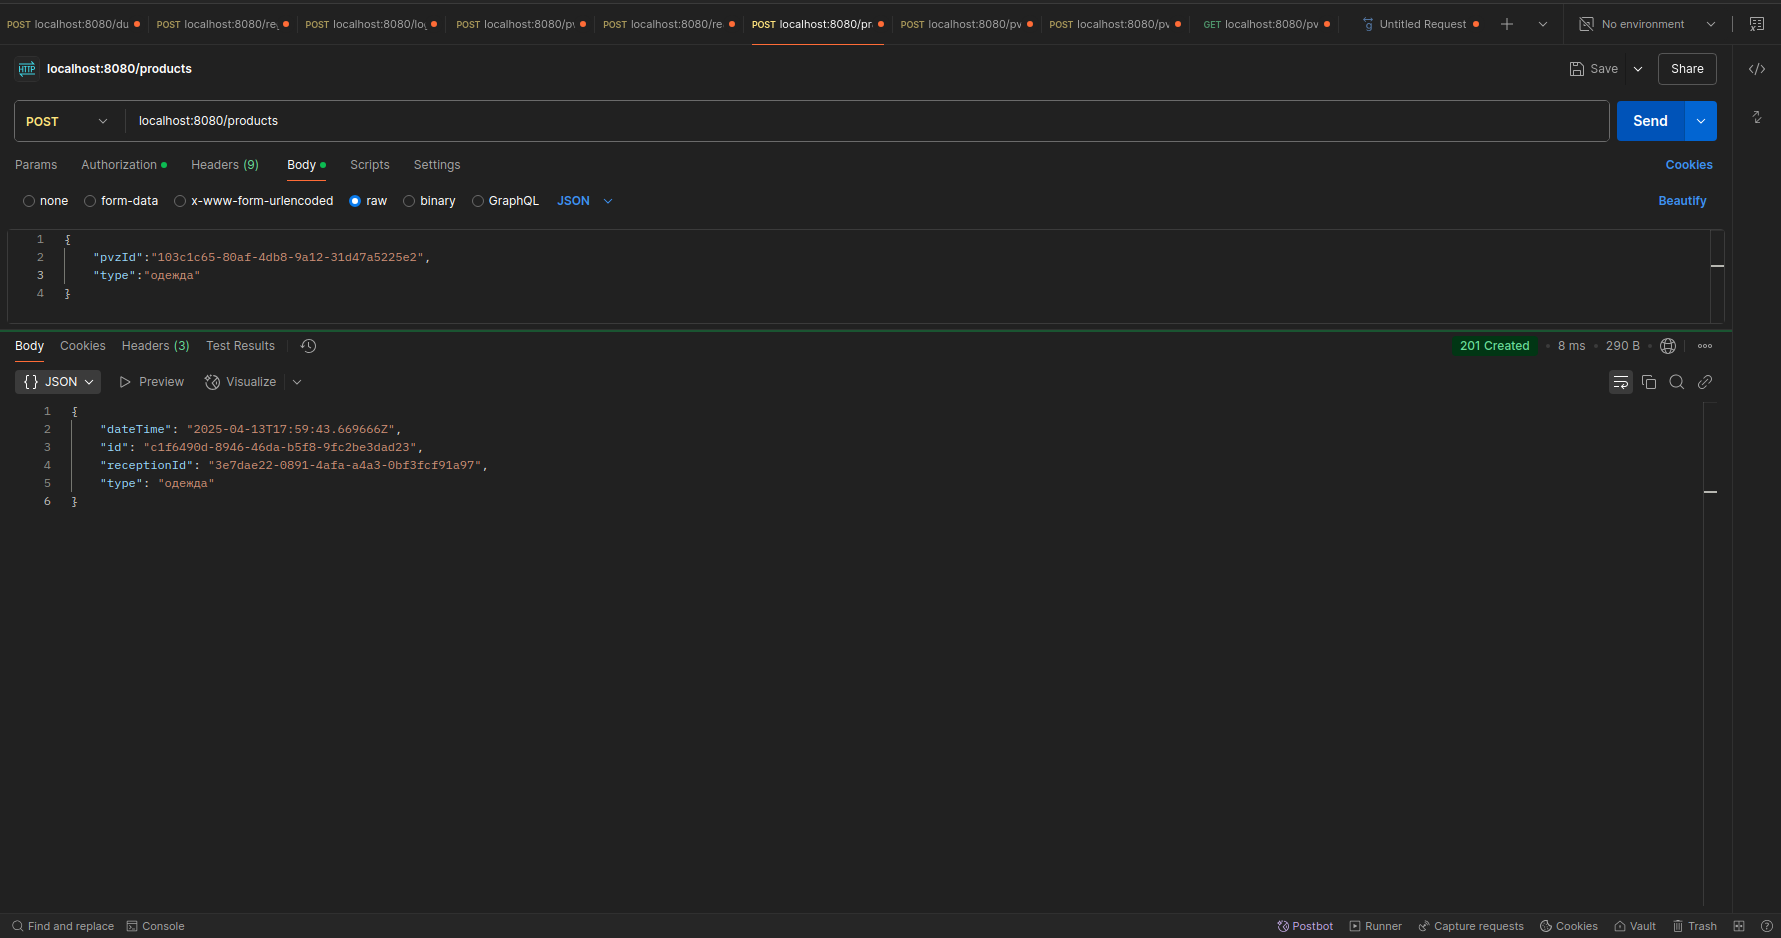 POST localhost:8080/du POST localhost:8080/re POST localhost:8080/lo POST localhost:8080/pv POST localhost:8080/re POST localhost:8080/pr POST localhost:8080/pv POST localhost:8080/pv GET localhost:8080/pv Untitled Request No environment
HTTP localhost:8080/products Save Share
POST localhost:8080/products Send
Params Authorization Headers (9) Body Scripts Settings Cookies
none form-data x-www-form-urlencoded raw binary GraphQL JSON Beautify
1 {
2 "pvzId":"103c1c65-80af-4db8-9a12-31d47a5225e2",
3 "type":"одежда"
4 }
Body Cookies Headers (3) Test Results 201 Created 8 ms 290 B
{} JSON Preview Visualize
1 {
2 "dateTime": "2025-04-13T17:59:43.669666Z",
3 "id": "c1f6490d-8946-46da-b5f8-9fc2be3dad23",
4 "receptionId": "3e7dae22-0891-4afa-a4a3-0bf3fcf91a97",
5 "type": "одежда"
6 }
Find and replace Console Postbot Runner Capture requests Cookies Vault Trash